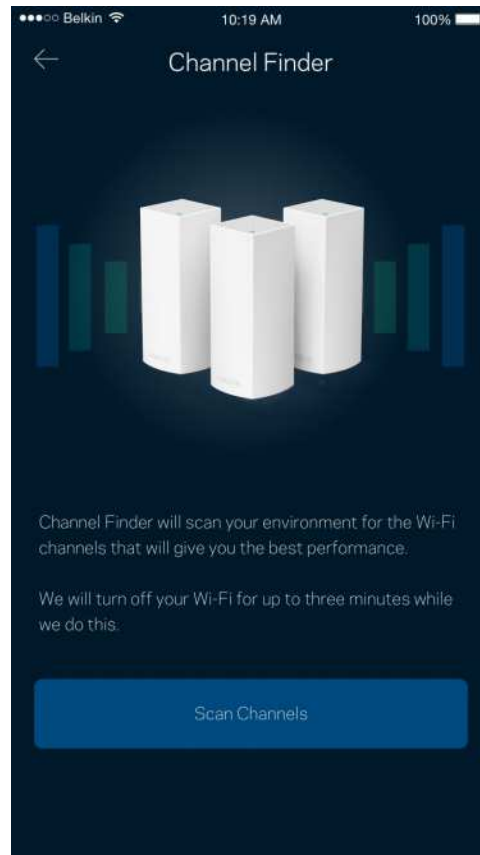 Belkin 10:19 AM 100%
Channel Finder
Channel Finder will scan your environment for the Wi-Fi
channels that will give you the best performance.
We will turn off your Wi-Fi for up to three minutes while
we do this.
Scan Channels